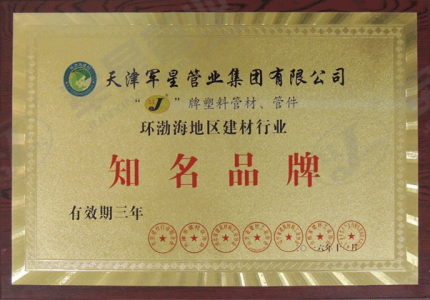 天津军星管业集团有限公司
“J”牌塑料管材、管件
环渤海地区建材行业
知名品牌
有效期三年